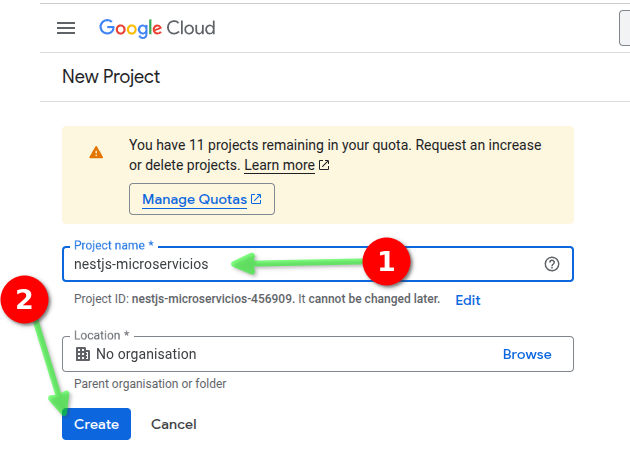 Google Cloud
New Project
You have 11 projects remaining in your quota. Request an increase
or delete projects. Learn more
Manage Quotas
Project name *
nestjs-microservicios
1
Project ID: nestjs-microservicios-456909. It cannot be changed later. Edit
2
Location *
No organisation Browse
Parent organisation or folder
Create Cancel